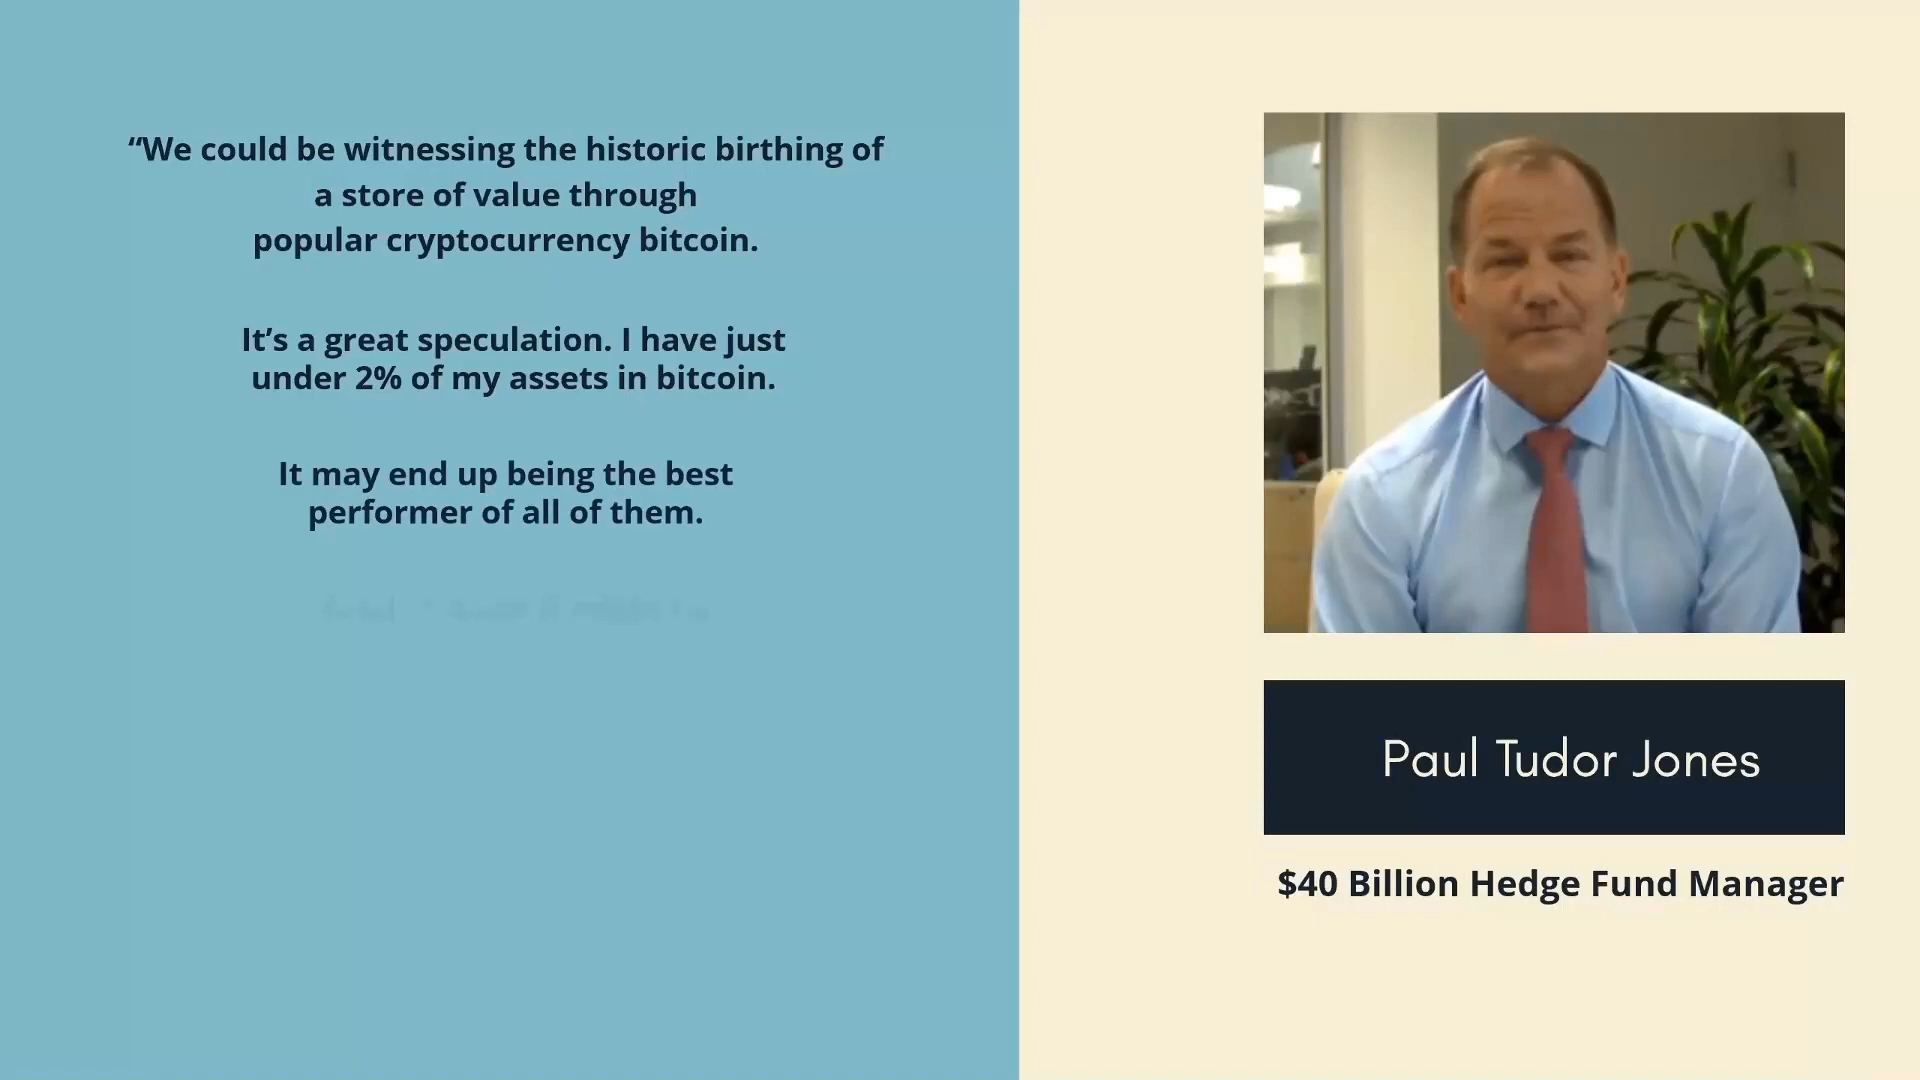 “We could be witnessing the historic birthing of
a store of value through
popular cryptocurrency bitcoin.
It’s a great speculation. I have just
under 2% of my assets in bitcoin.
It may end up being the best
performer of all of them.
Paul Tudor Jones
$40 Billion Hedge Fund Manager